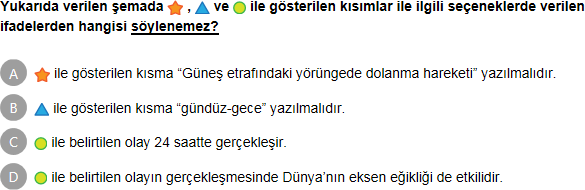 Yukarıda verilen şemada , ve ile gösterilen kısımlar ile ilgili seçeneklerde verilen
ifadelerden hangisi söylenemez?
A ile gösterilen kısma “Güneş etrafındaki yörüngede dolanma hareketi” yazılmalıdır.
B ile gösterilen kısma “gündüz-gece” yazılmalıdır.
C ile belirtilen olay 24 saatte gerçekleşir.
D ile belirtilen olayın gerçekleşmesinde Dünya’nın eksen eğikliği de etkilidir.